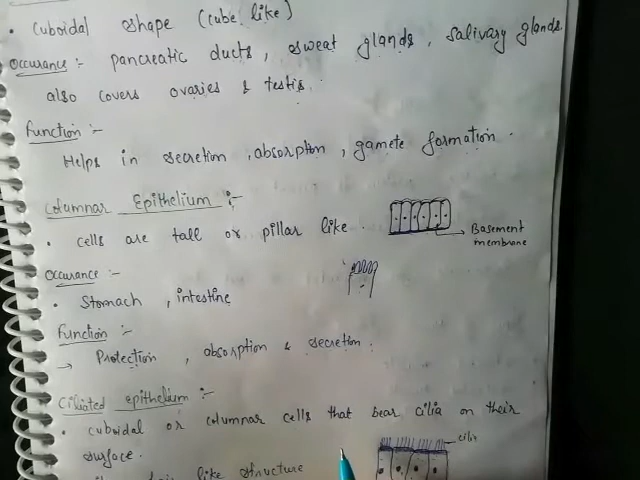 • Cuboidal shape (cube like)
Occurance :- pancreatic ducts, sweat glands, salivary glands
also covers ovaries & testis.
Function :-
Helps in secretion, absorption, gamete formation.
Columnar Epithelium :-
• cells are tall or pillar like.
Basement
membrane
Occurance :-
• Stomach, intestine
Function :-
→ Protection, absorption & secretion.
Ciliated epithelium :-
• cuboidal or columnar cells that bear cilia on their
surface.
cilia
like structure